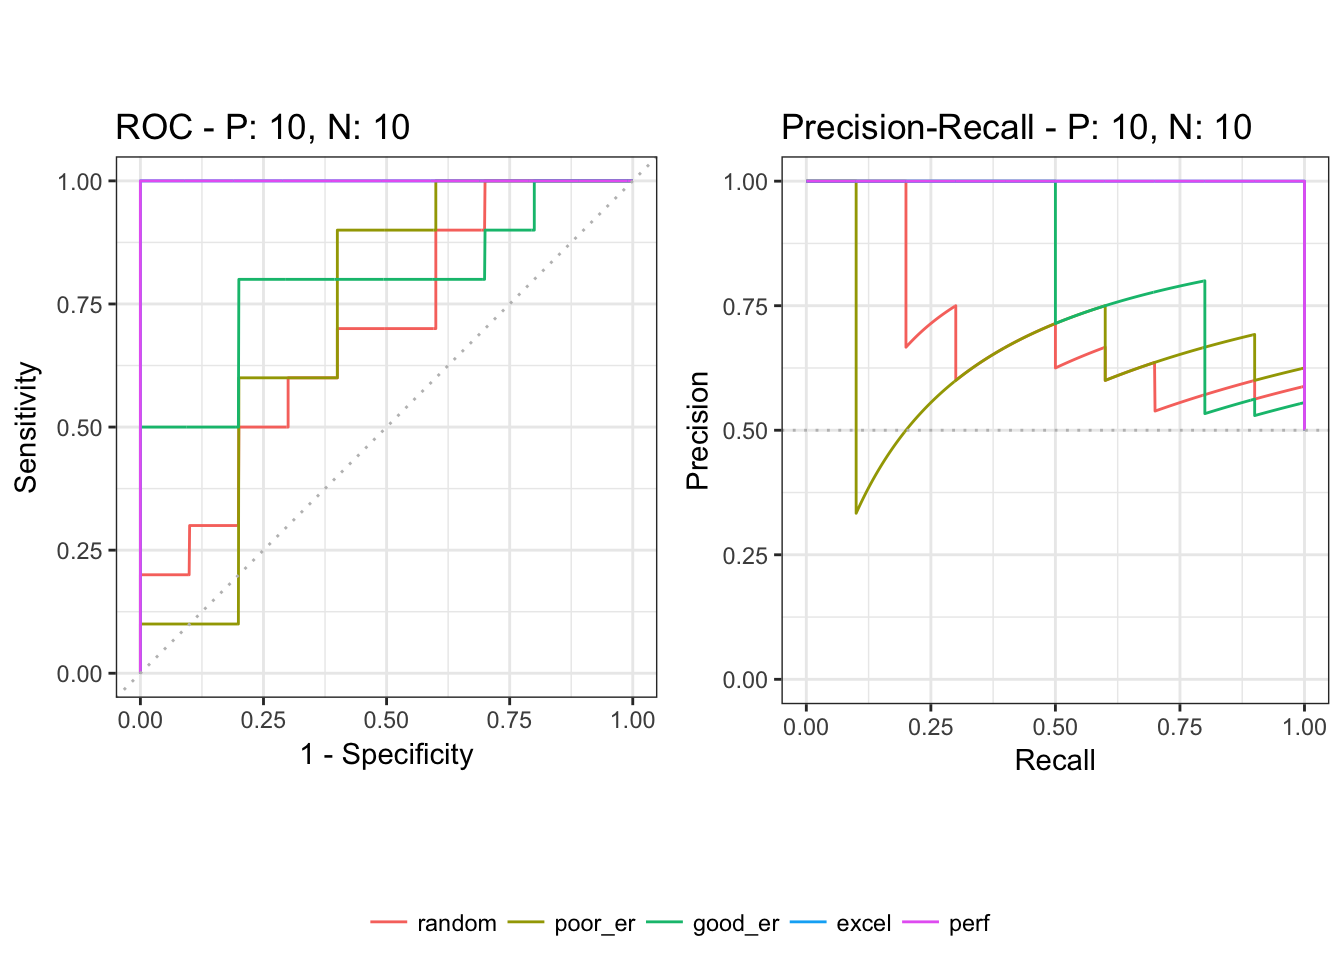 ROC - P: 10, N: 10
1.00
0.75
0.50
0.25
0.00
Sensitivity
0.00 0.25 0.50 0.75 1.00
1 - Specificity
Precision-Recall - P: 10, N: 10
1.00
0.75
0.50
0.25
0.00
Precision
0.00 0.25 0.50 0.75 1.00
Recall
random poor_er good_er excel perf